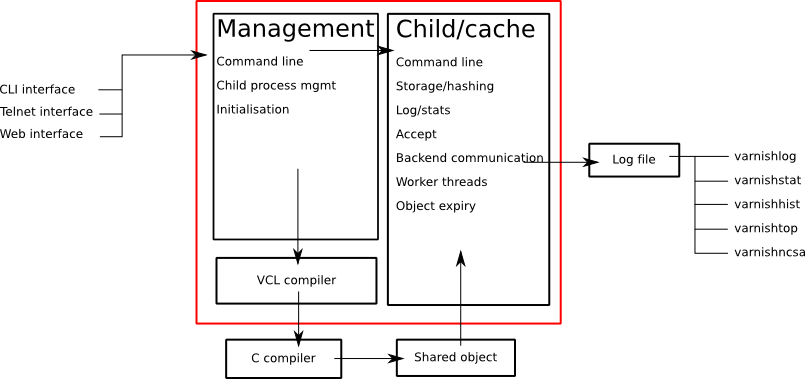 CLI interface
Telnet interface
Web interface
Management
Command line
Child process mgmt
Initialisation
VCL compiler
C compiler
Shared object
Child/cache
Command line
Storage/hashing
Log/stats
Accept
Backend communication
Worker threads
Object expiry
Log file
varnishlog
varnishstat
varnishhist
varnishtop
varnishncsa